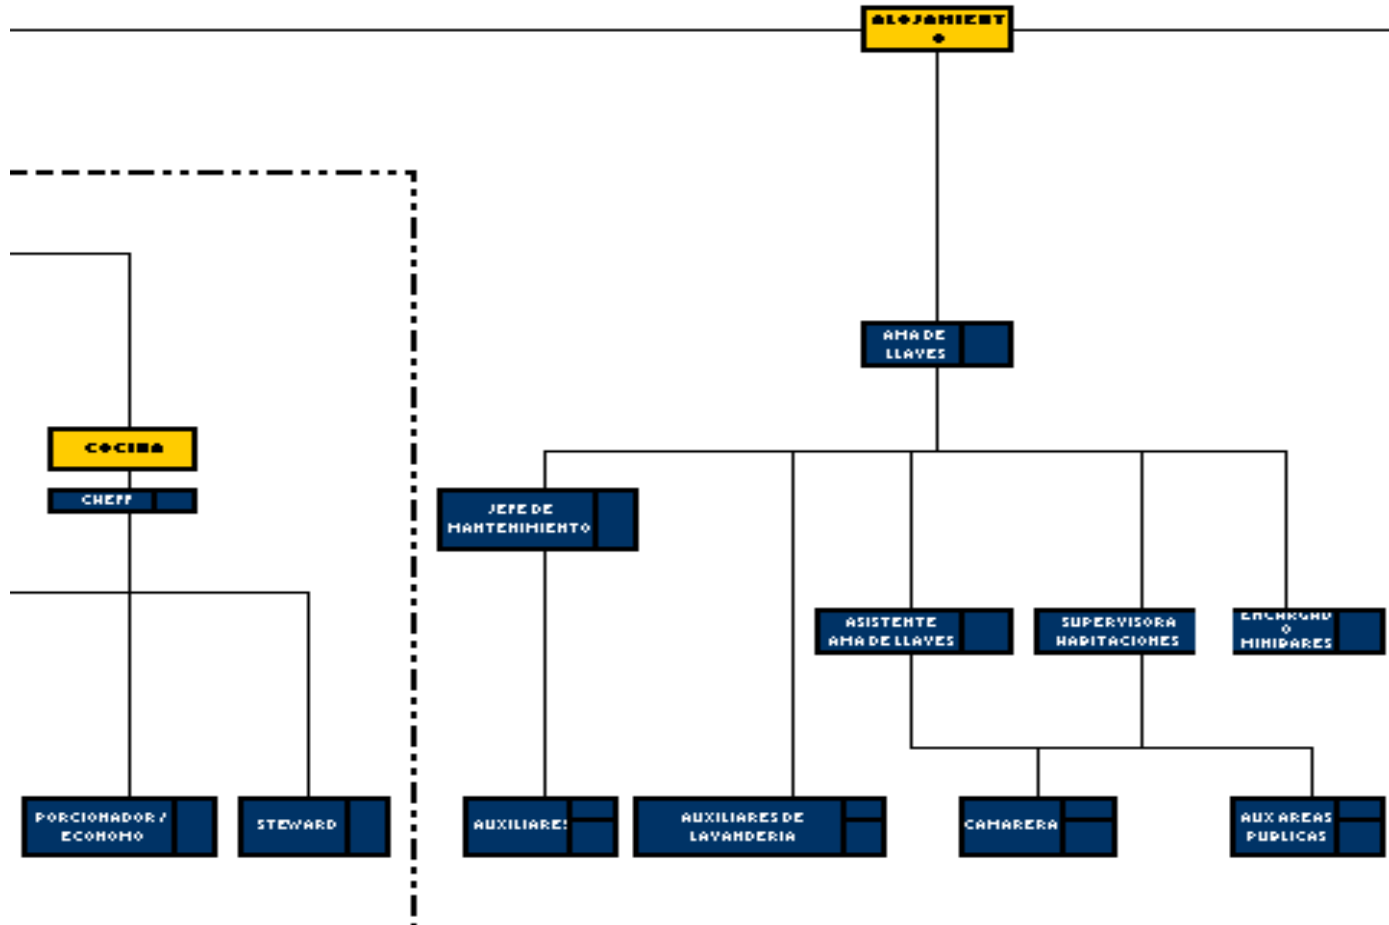 ALOJAMIENT
O
AMA DE
LLAVES
COCINA
CHEFF
JEFE DE
MANTENIMIENTO
ASISTENTE
AMA DE LLAVES
SUPERVISORA
HABITACIONES
ENCARGAD
O
MINIBARES
PORCIONADOR /
ECONOMO
STEWARD
AUXILIARES
AUXILIARES DE
LAVANDERIA
CAMARERA
AUX AREAS
PUBLICAS